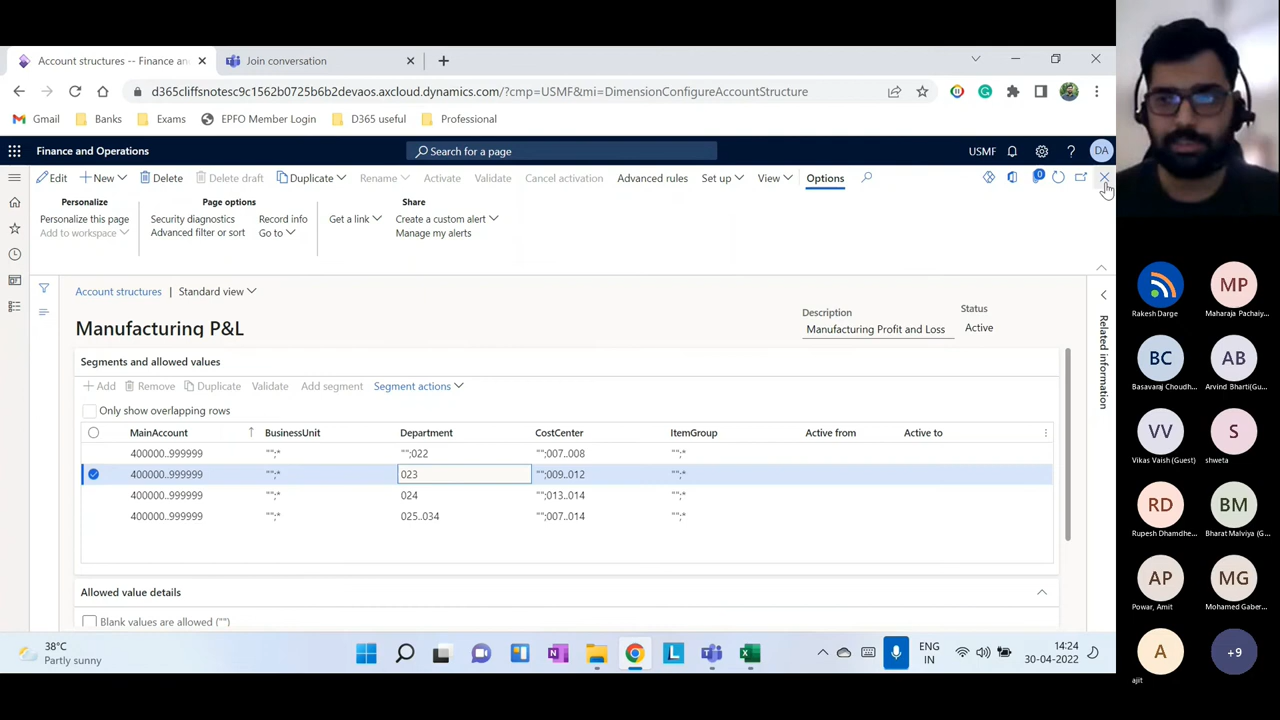 Account structures -- Finance and
Join conversation
d365cliffsnotesc9c1562b0725b6b2devaos.axcloud.dynamics.com/?cmp=USMF&mi=DimensionConfigureAccountStructure
Gmail Banks Exams EPFO Member Login D365 useful Professional
Finance and Operations Search for a page USMF DA
Edit New Delete Delete draft Duplicate Rename Activate Validate Cancel activation Advanced rules Set up View Options 0
Personalize Page options Share
Personalize this page Security diagnostics Record info Get a link Create a custom alert
Add to workspace Advanced filter or sort Go to Manage my alerts
Account structures | Standard view
Manufacturing P&L
Description
Manufacturing Profit and Loss
Status
Active
Related information
Segments and allowed values
Add Remove Duplicate Validate Add segment Segment actions
Only show overlapping rows
MainAccount BusinessUnit Department CostCenter ItemGroup Active from Active to
400000..999999 "";* "";022 "";007..008 "";*
400000..999999 "";* 023 "";009..012 "";*
400000..999999 "";* 024 "";013..014 "";*
400000..999999 "";* 025..034 "";007..014 "";*
Allowed value details
Blank values are allowed ("")
38°C
Partly sunny
ENG
IN
14:24
30-04-2022
Rakesh Darge
MP
Maharaja Pachaiy...
BC
Basavaraj Choudh...
AB
Arvind Bharti(Gu...
VV
Vikas Vaish (Guest)
S
shweta
RD
Rupesh Dhamdhe...
BM
Bharat Malviya (G...
AP
Powar, Amit
MG
Mohamed Gaber...
A
ajit
+9